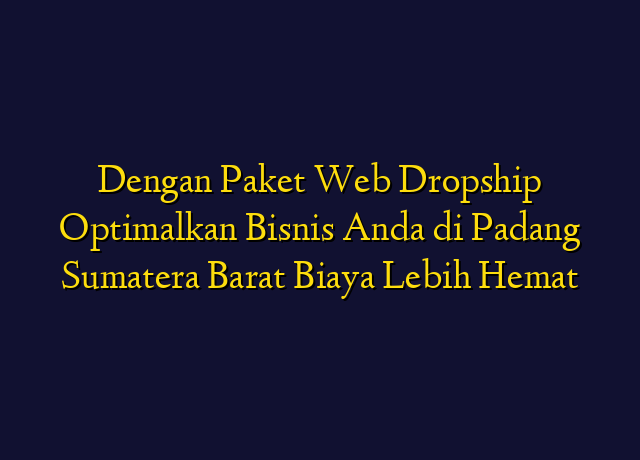 Dengan Paket Web Dropship
Optimalkan Bisnis Anda di Padang
Sumatera Barat Biaya Lebih Hemat